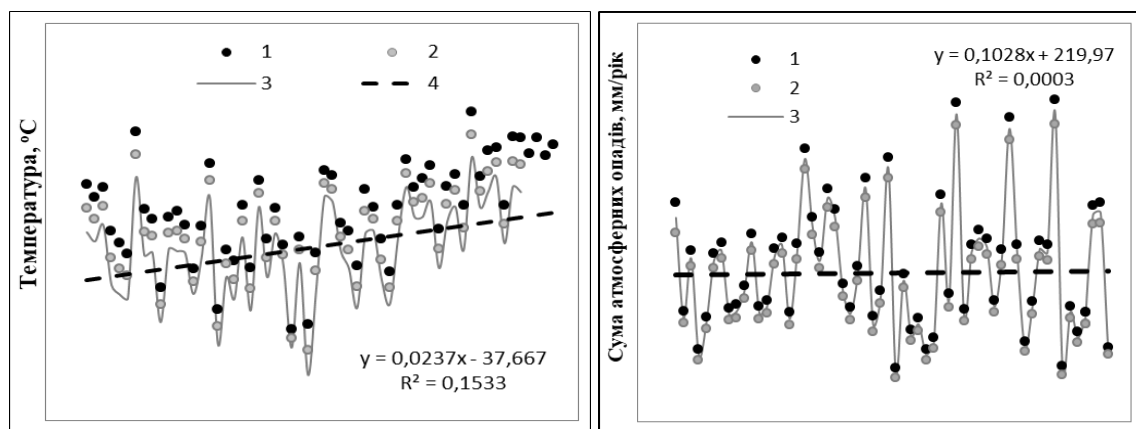 Температура, °С
1 2
3 4
y = 0,0237x - 37,667
R² = 0,1533
Сума атмосферних опадів, мм/рік
1
2
3
y = 0,1028x + 219,97
R² = 0,0003